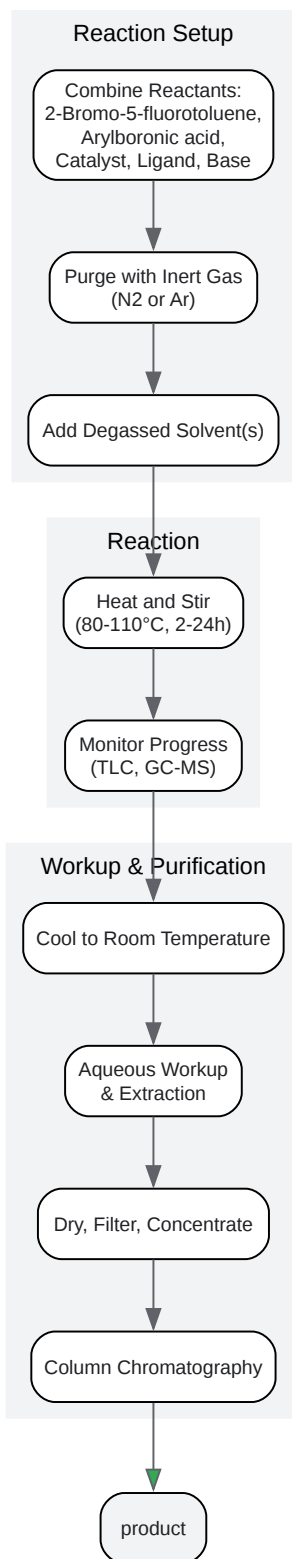 Reaction Setup
Combine Reactants:
2-Bromo-5-fluorotoluene,
Arylboronic acid,
Catalyst, Ligand, Base
Purge with Inert Gas
(N2 or Ar)
Add Degassed Solvent(s)
Reaction
Heat and Stir
(80-110°C, 2-24h)
Monitor Progress
(TLC, GC-MS)
Workup & Purification
Cool to Room Temperature
Aqueous Workup
& Extraction
Dry, Filter, Concentrate
Column Chromatography
product